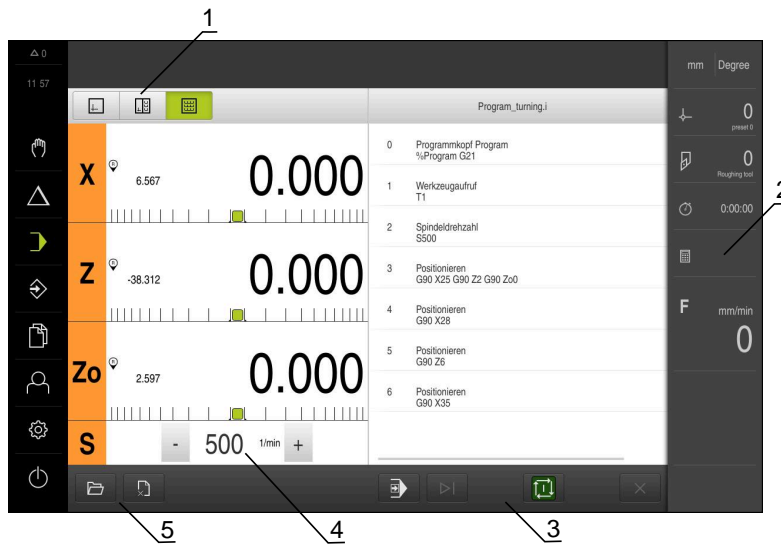 1
0
11 57
mm Degree
Program_turning.i
0
preset 0
0
Roughing tool
0:00:00
2
F mm/min
0
X R 6.567 0.000
Z R -38.312 0.000
Zo R 2.597 0.000
S - 500 1/min +
0 Programmkopf Program
%Program G21
1 Werkzeugaufruf
T1
2 Spindeldrehzahl
S500
3 Positionieren
G90 X25 G90 Z2 G90 Zo0
4 Positionieren
G90 X28
5 Positionieren
G90 Z6
6 Positionieren
G90 X35
5
4
3